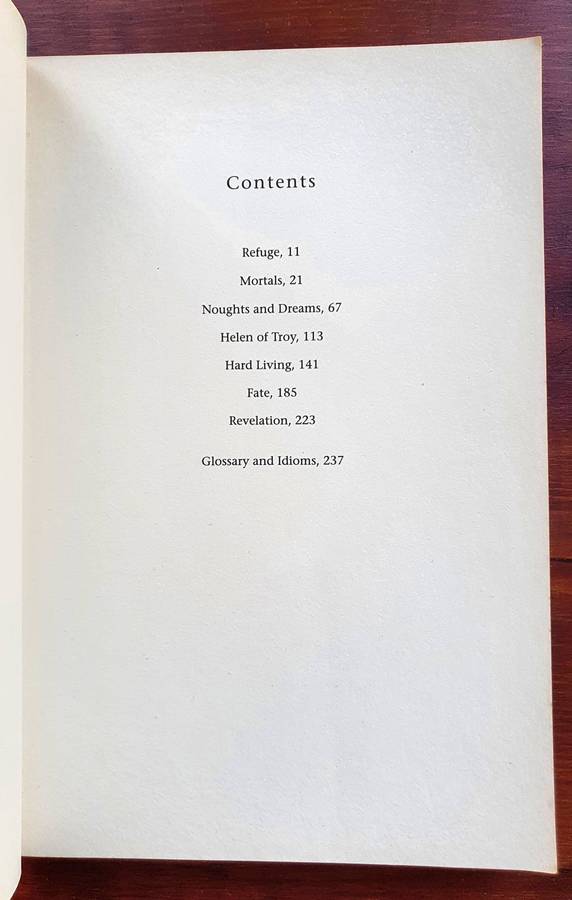 Contents
Refuge, 11
Mortals, 21
Noughts and Dreams, 67
Helen of Troy, 113
Hard Living, 141
Fate, 185
Revelation, 223
Glossary and Idioms, 237